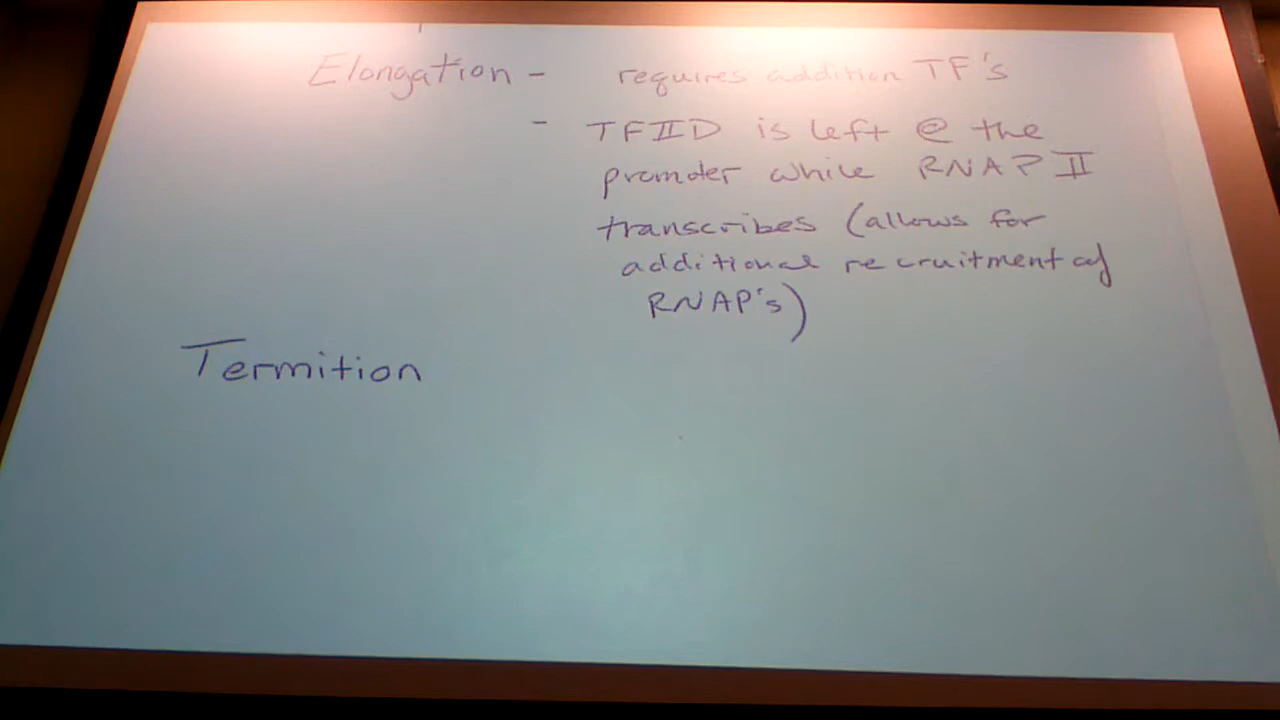 Elongation - requires addition TF's
- TFIID is left @ the
promoter while RNAP II
transcribes (allows for
additional recruitment of
RNAP's)
Termition